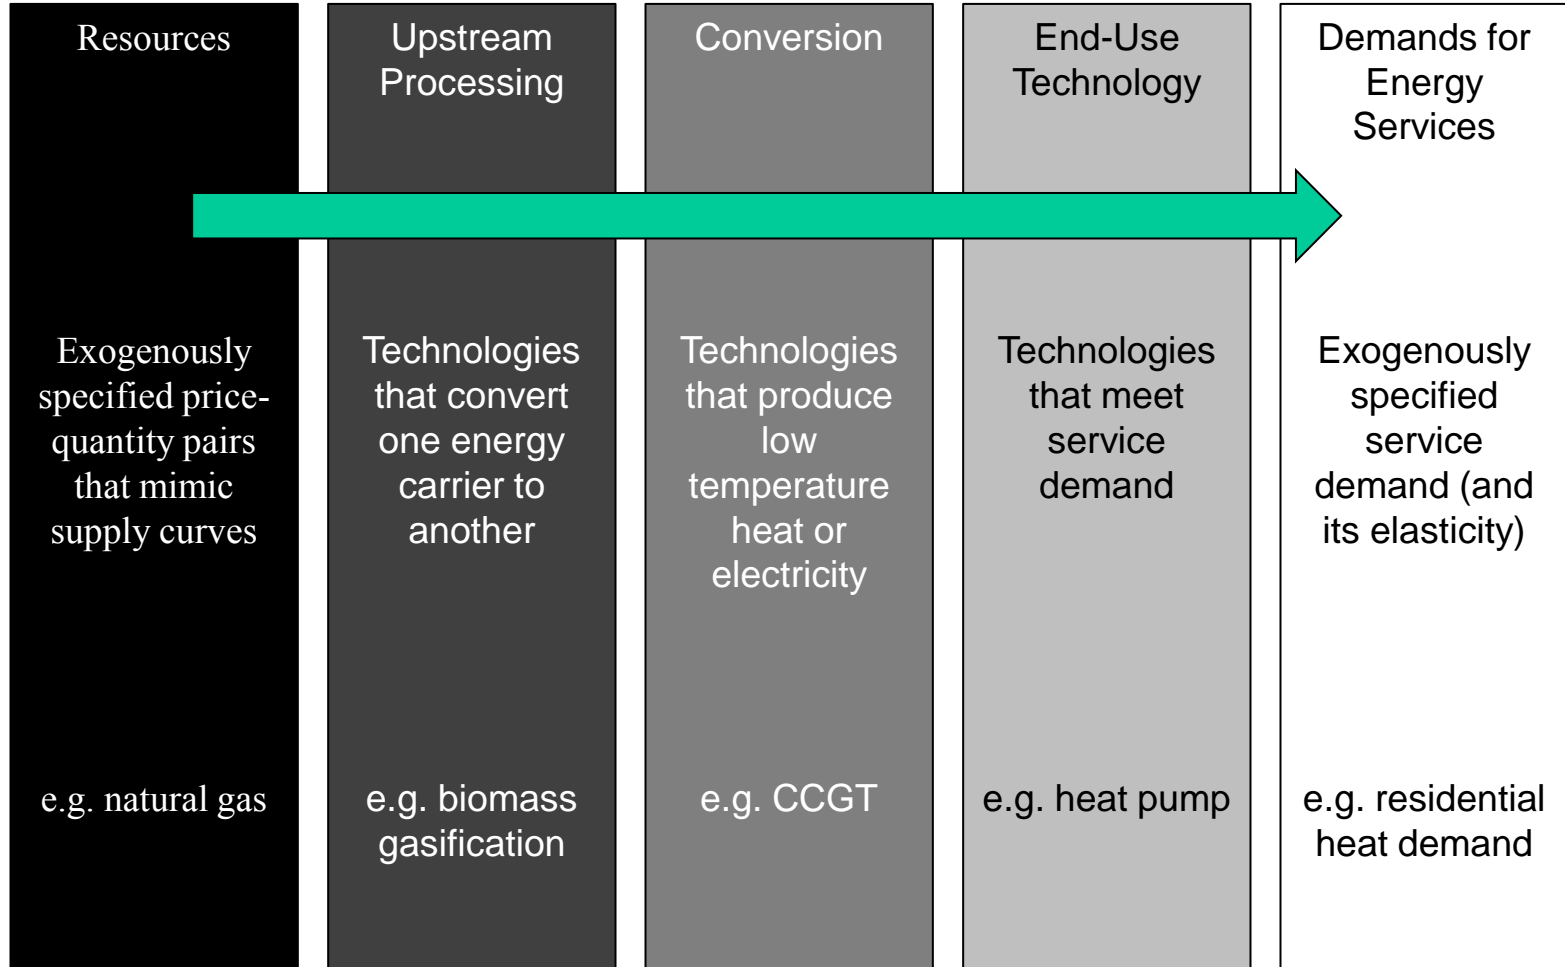 Resources
Exogenously
specified price-
quantity pairs
that mimic
supply curves
e.g. natural gas
Upstream
Processing
Technologies
that convert
one energy
carrier to
another
e.g. biomass
gasification
Conversion
Technologies
that produce
low
temperature
heat or
electricity
e.g. CCGT
End-Use
Technology
Technologies
that meet
service
demand
e.g. heat pump
Demands for
Energy
Services
Exogenously
specified
service
demand (and
its elasticity)
e.g. residential
heat demand